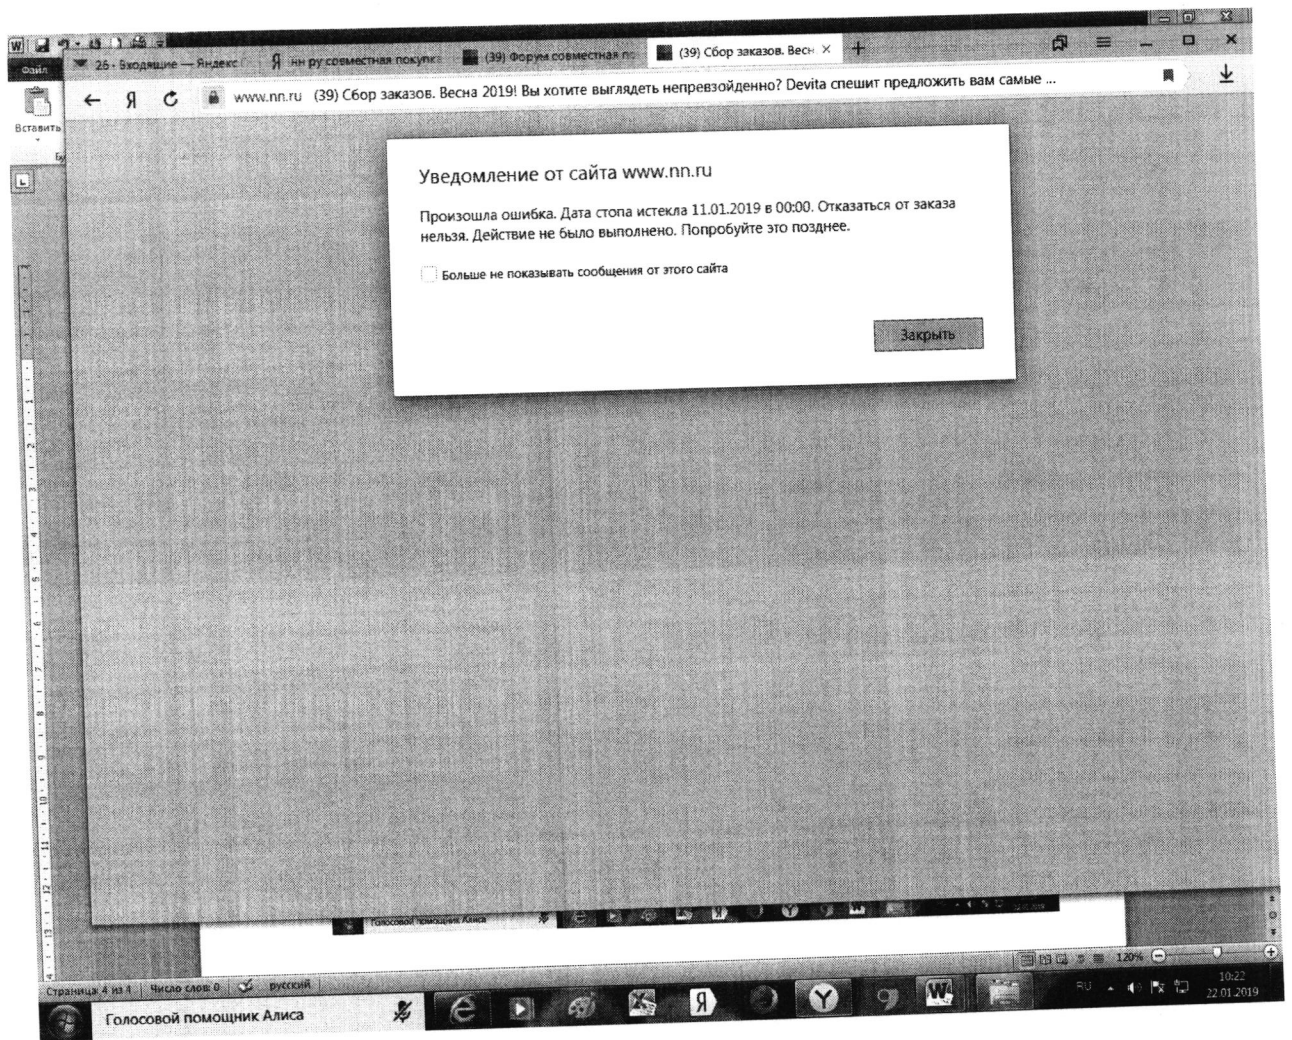 Файл
26 · Входящие — Яндекс
нн ру совместная покупка
(39) Форум совместная по
(39) Сбор заказов. Весн
Вставить
www.nn.ru (39) Сбор заказов. Весна 2019! Вы хотите выглядеть непревзойденно? Devita спешит предложить вам самые ...
Уведомление от сайта www.nn.ru
Произошла ошибка. Дата стопа истекла 11.01.2019 в 00:00. Отказаться от заказа
нельзя. Действие не было выполнено. Попробуйте это позднее.
Больше не показывать сообщения от этого сайта
Закрыть
Голосовой помощник Алиса
Страница: 4 из 4 Число слов: 0 русский
120%
Голосовой помощник Алиса
RU
10:22
22.01.2019